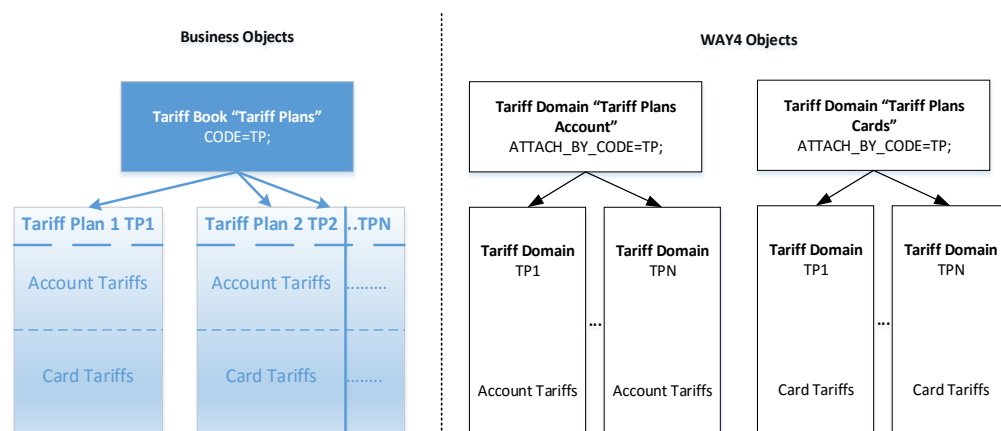 Business Objects
WAY4 Objects
Tariff Book “Tariff Plans”
CODE=TP;
Tariff Plan 1 TP1
Tariff Plan 2 TP2
..TPN
Account Tariffs
Account Tariffs
.........
Card Tariffs
Card Tariffs
........
Tariff Domain “Tariff Plans
Account”
ATTACH_BY_CODE=TP;
Tariff Domain “Tariff Plans
Cards”
ATTACH_BY_CODE=TP;
Tariff Domain
TP1
...
Tariff Domain
TPN
Account Tariffs
Account Tariffs
Tariff Domain
TP1
...
Tariff Domain
TPN
Card Tariffs
Card Tariffs